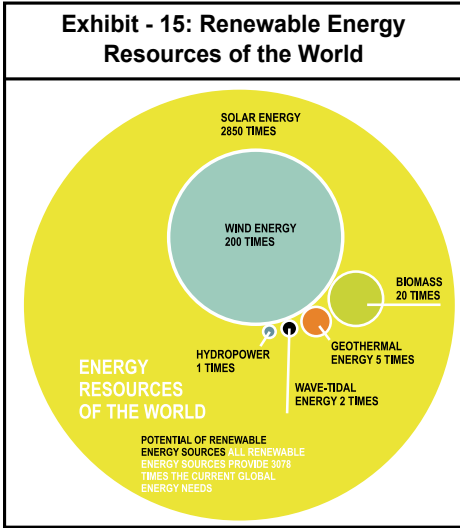 Exhibit - 15: Renewable Energy
Resources of the World
SOLAR ENERGY
2850 TIMES
WIND ENERGY
200 TIMES
BIOMASS
20 TIMES
GEOTHERMAL
ENERGY 5 TIMES
HYDROPOWER
1 TIMES
WAVE-TIDAL
ENERGY 2 TIMES
ENERGY
RESOURCES
OF THE WORLD
POTENTIAL OF RENEWABLE
ENERGY SOURCES ALL RENEWABLE
ENERGY SOURCES PROVIDE 3078
TIMES THE CURRENT GLOBAL
ENERGY NEEDS